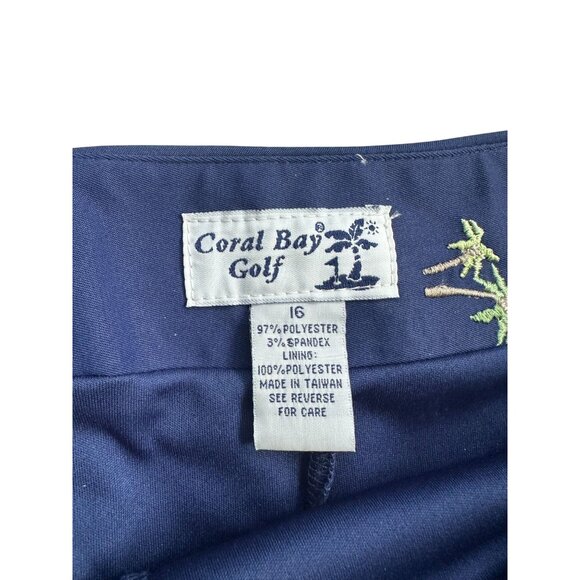 Coral Bay®
Golf
16
97% POLYESTER
3% SPANDEX
LINING:
100% POLYESTER
MADE IN TAIWAN
SEE REVERSE
FOR CARE